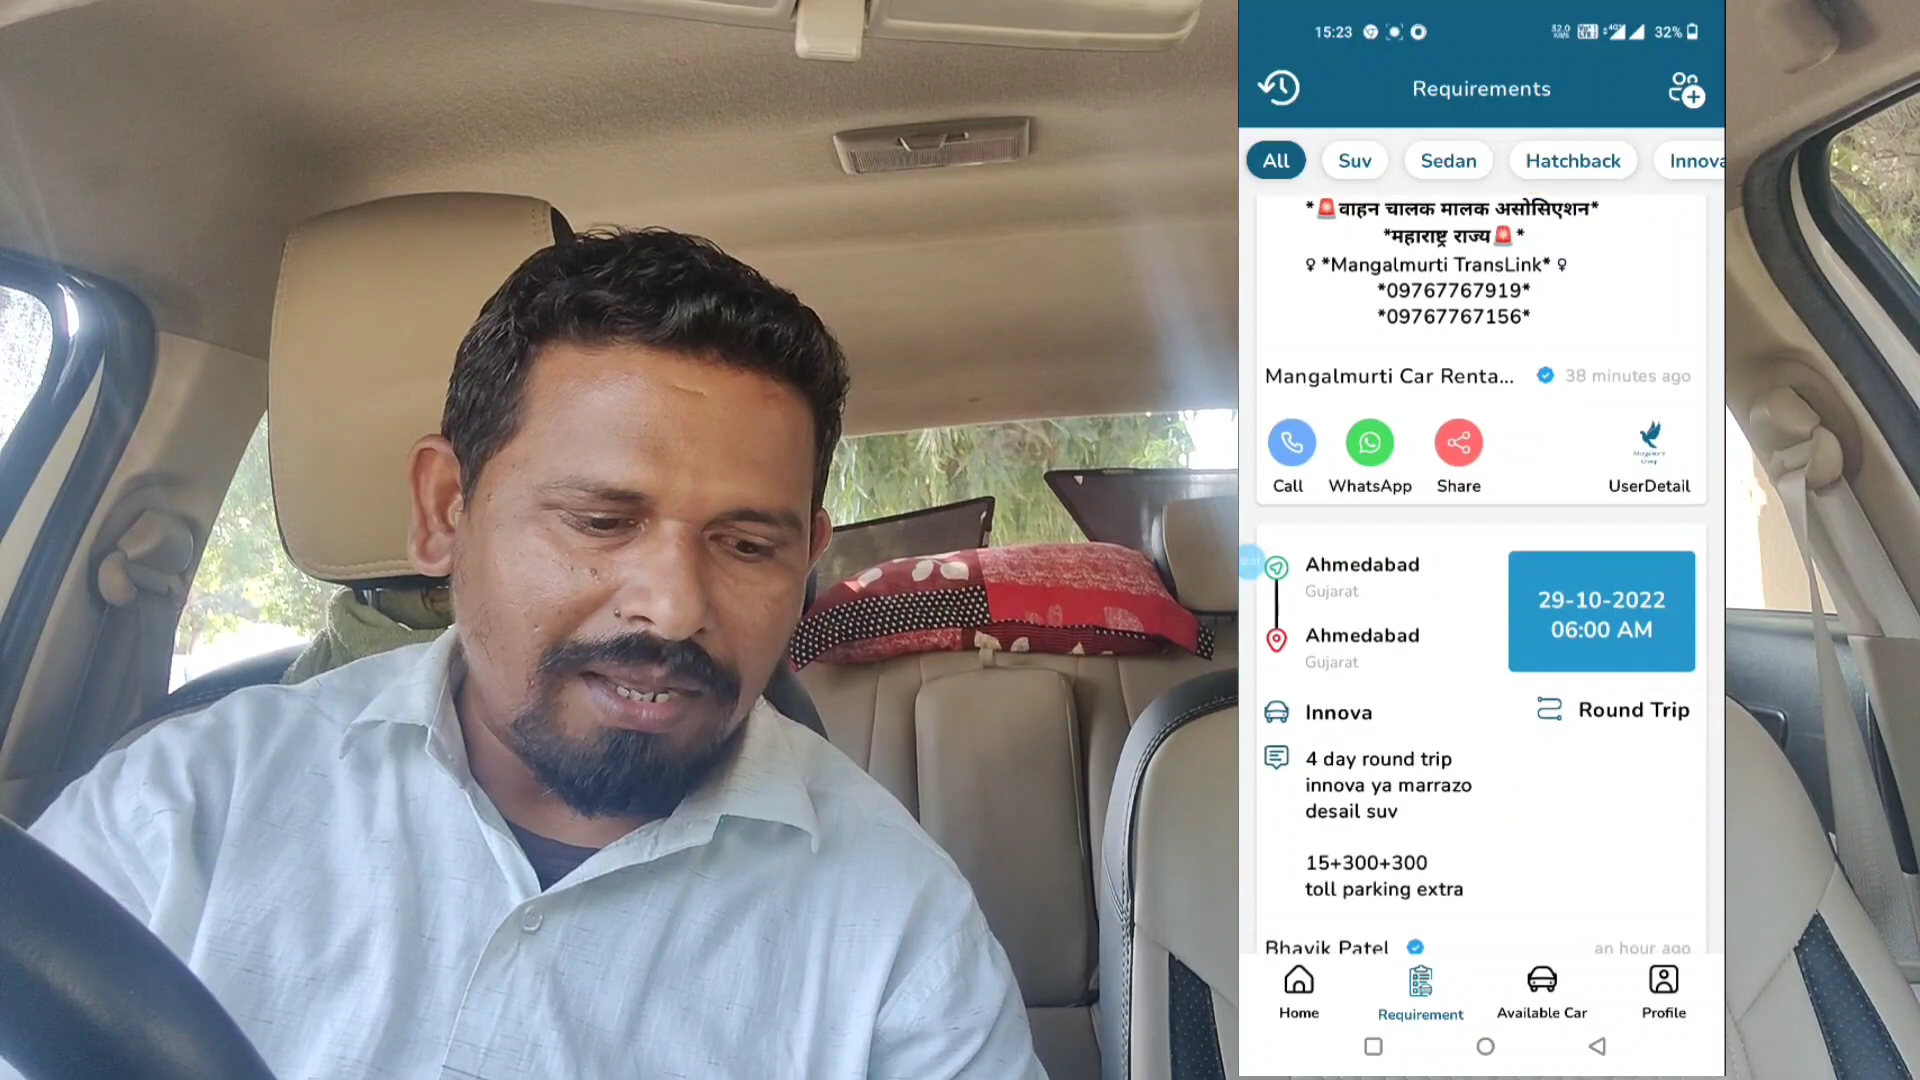 15:23
32%
Requirements
All
Suv
Sedan
Hatchback
Innova
*🚨वाहन चालक मालक असोसिएशन*
*महाराष्ट्र राज्य🚨*
♀ *Mangalmurti TransLink* ♀
*09767767919*
*09767767156*
Mangalmurti Car Renta...
38 minutes ago
Call
WhatsApp
Share
UserDetail
Ahmedabad
Gujarat
29-10-2022
06:00 AM
Ahmedabad
Gujarat
Innova
Round Trip
4 day round trip
innova ya marrazo
desail suv
15+300+300
toll parking extra
Bhavik Patel
an hour ago
Home
Requirement
Available Car
Profile